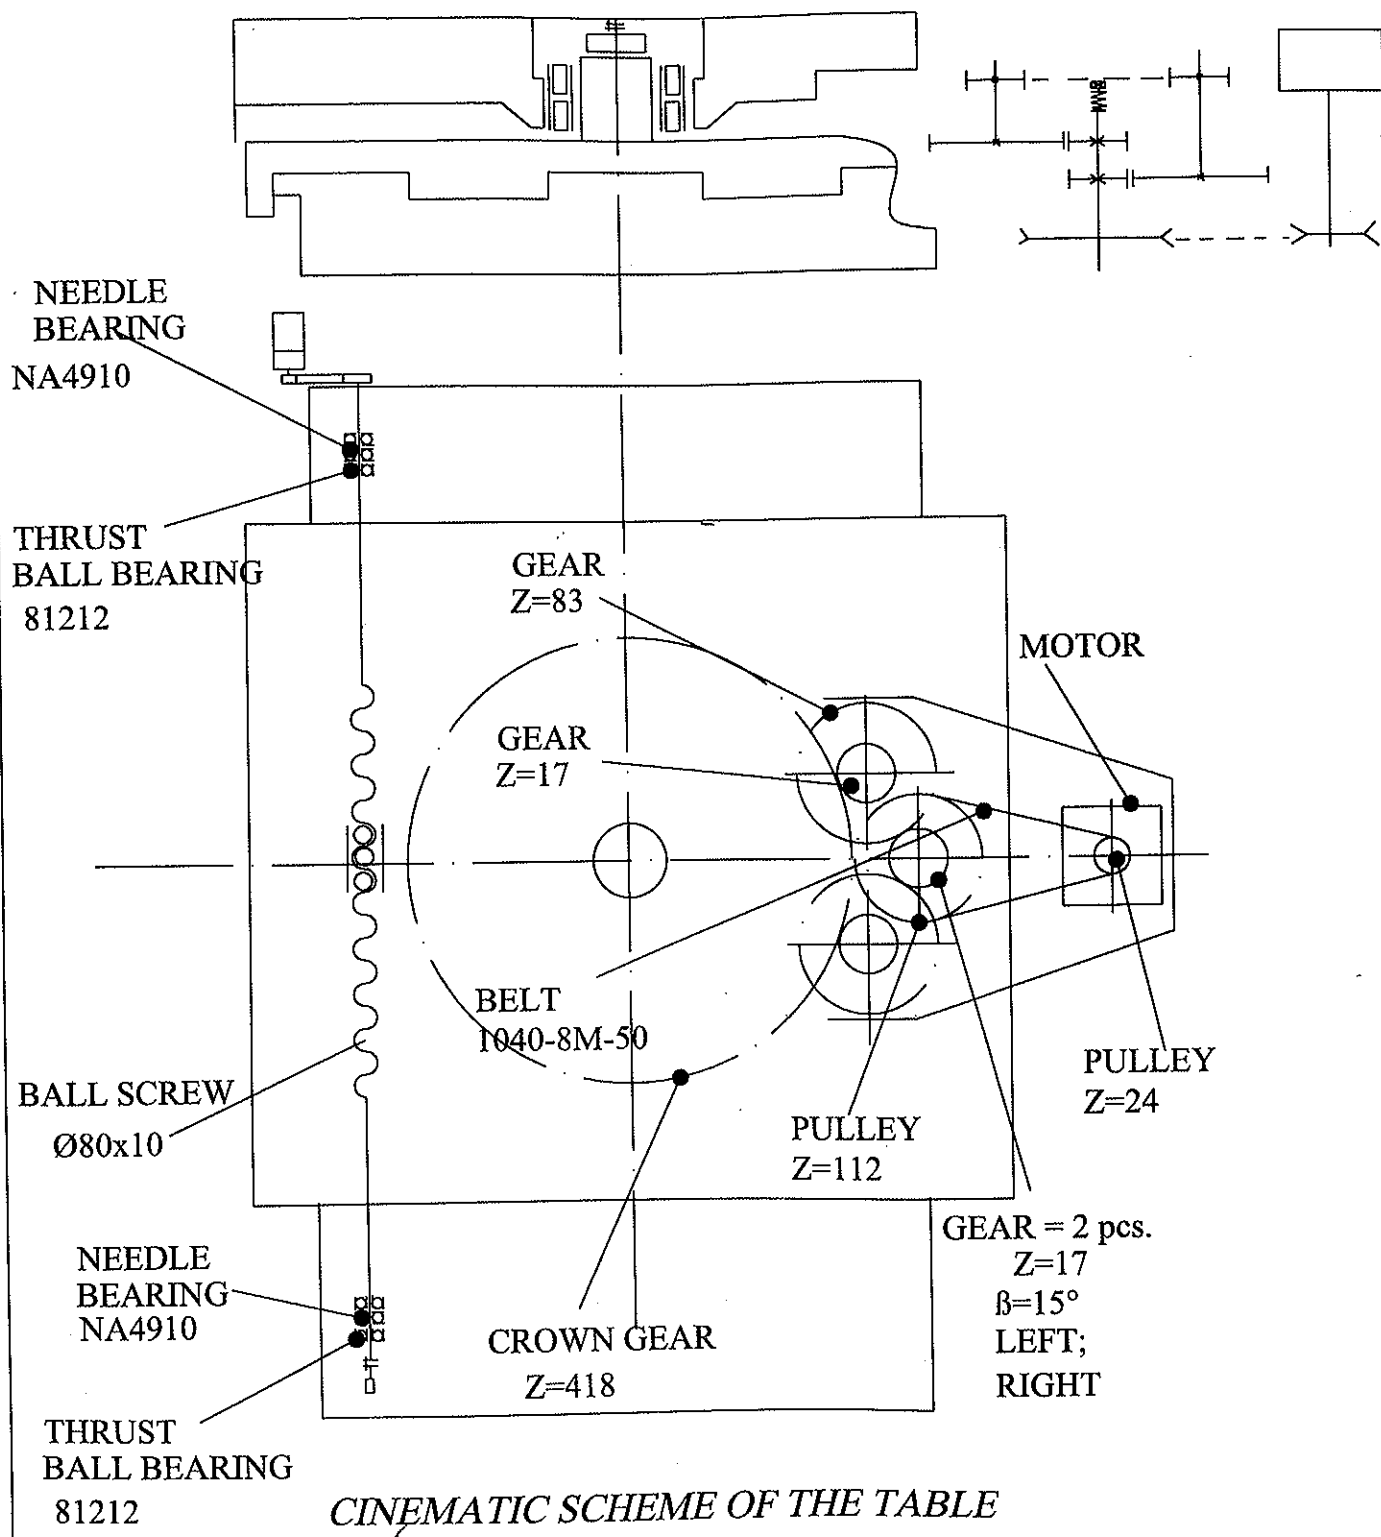 NEEDLE
BEARING
NA4910
THRUST
BALL BEARING
81212
GEAR
Z=83
MOTOR
GEAR
Z=17
BELT
1040-8M-50
BALL SCREW
Ø80x10
PULLEY
Z=24
PULLEY
Z=112
GEAR = 2 pcs.
Z=17
ß=15°
LEFT;
RIGHT
NEEDLE
BEARING
NA4910
CROWN GEAR
Z=418
THRUST
BALL BEARING
81212
CINEMATIC SCHEME OF THE TABLE